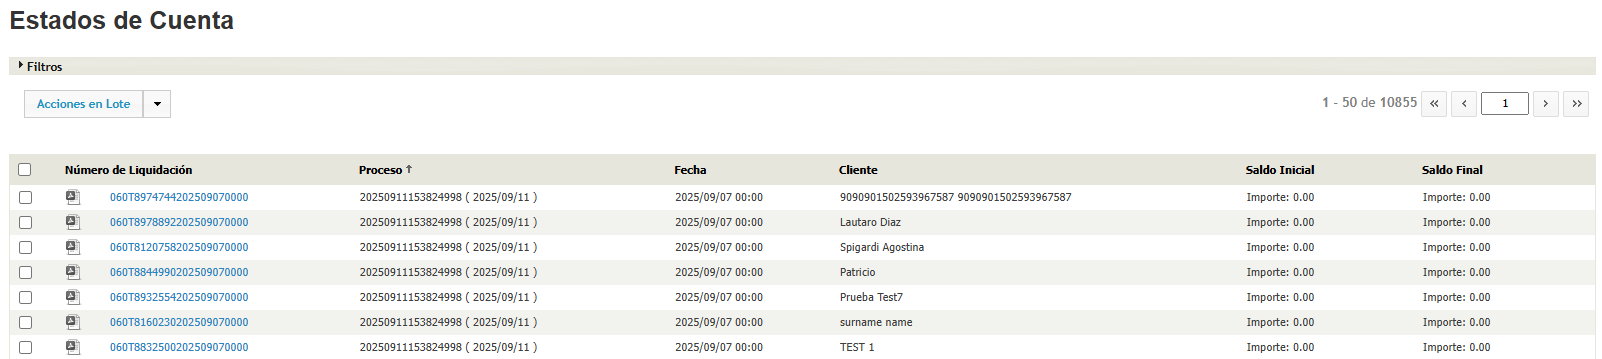 Estados de Cuenta
Filtros
Acciones en Lote
1 - 50 de 10855 « ‹ 1 › »
Número de Liquidación Proceso ↑ Fecha Cliente Saldo Inicial Saldo Final
060T8974744202509070000 20250911153824998 ( 2025/09/11 ) 2025/09/07 00:00 9090901502593967587 9090901502593967587 Importe: 0.00 Importe: 0.00
060T8978892202509070000 20250911153824998 ( 2025/09/11 ) 2025/09/07 00:00 Lautaro Diaz Importe: 0.00 Importe: 0.00
060T8120758202509070000 20250911153824998 ( 2025/09/11 ) 2025/09/07 00:00 Spigardi Agostina Importe: 0.00 Importe: 0.00
060T8844990202509070000 20250911153824998 ( 2025/09/11 ) 2025/09/07 00:00 Patricio Importe: 0.00 Importe: 0.00
060T8932554202509070000 20250911153824998 ( 2025/09/11 ) 2025/09/07 00:00 Prueba Test7 Importe: 0.00 Importe: 0.00
060T8160230202509070000 20250911153824998 ( 2025/09/11 ) 2025/09/07 00:00 surname name Importe: 0.00 Importe: 0.00
060T8832500202509070000 20250911153824998 ( 2025/09/11 ) 2025/09/07 00:00 TEST 1 Importe: 0.00 Importe: 0.00